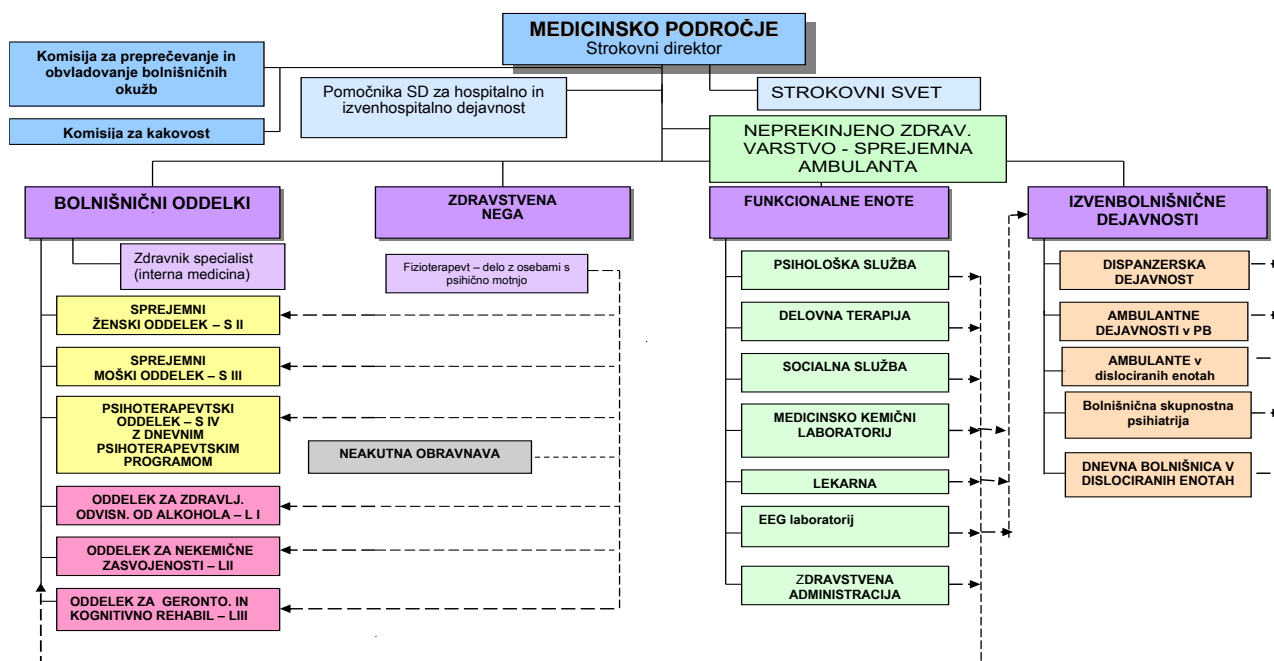 MEDICINSKO PODROČJE
Strokovni direktor
Komisija za preprečevanje in
obvladovanje bolnišničnih
okužb
Komisija za kakovost
Pomočnika SD za hospitalno in
izvenhospitalno dejavnost
STROKOVNI SVET
NEPREKINJENO ZDRAV.
VARSTVO - SPREJEMNA
AMBULANTA
BOLNIŠNIČNI ODDELKI
Zdravnik specialist
(interna medicina)
SPREJEMNI
ŽENSKI ODDELEK – S II
SPREJEMNI
MOŠKI ODDELEK – S III
PSIHOTERAPEVTSKI
ODDELEK – S IV
Z DNEVNIM
PSIHOTERAPEVTSKIM
PROGRAMOM
ODDELEK ZA ZDRAVLJ.
ODVISN. OD ALKOHOLA – L I
ODDELEK ZA NEKEMIČNE
ZASVOJENOSTI – LII
ODDELEK ZA GERONTO. IN
KOGNITIVNO REHABIL – LIII
ZDRAVSTVENA
NEGA
Fizioterapevt – delo z osebami s
psihično motnjo
NEAKUTNA OBRAVNAVA
FUNKCIONALNE ENOTE
PSIHOLOŠKA SLUŽBA
DELOVNA TERAPIJA
SOCIALNA SLUŽBA
MEDICINSKO KEMIČNI
LABORATORIJ
LEKARNA
EEG laboratorij
ZDRAVSTVENA
ADMINISTRACIJA
IZVENBOLNIŠNIČNE
DEJAVNOSTI
DISPANZERSKA
DEJAVNOST
AMBULANTNE
DEJAVNOSTI v PB
AMBULANTE v
dislociranih enotah
Bolnišnična skupnostna
psihiatrija
DNEVNA BOLNIŠNICA V
DISLOCIRANIH ENOTAH